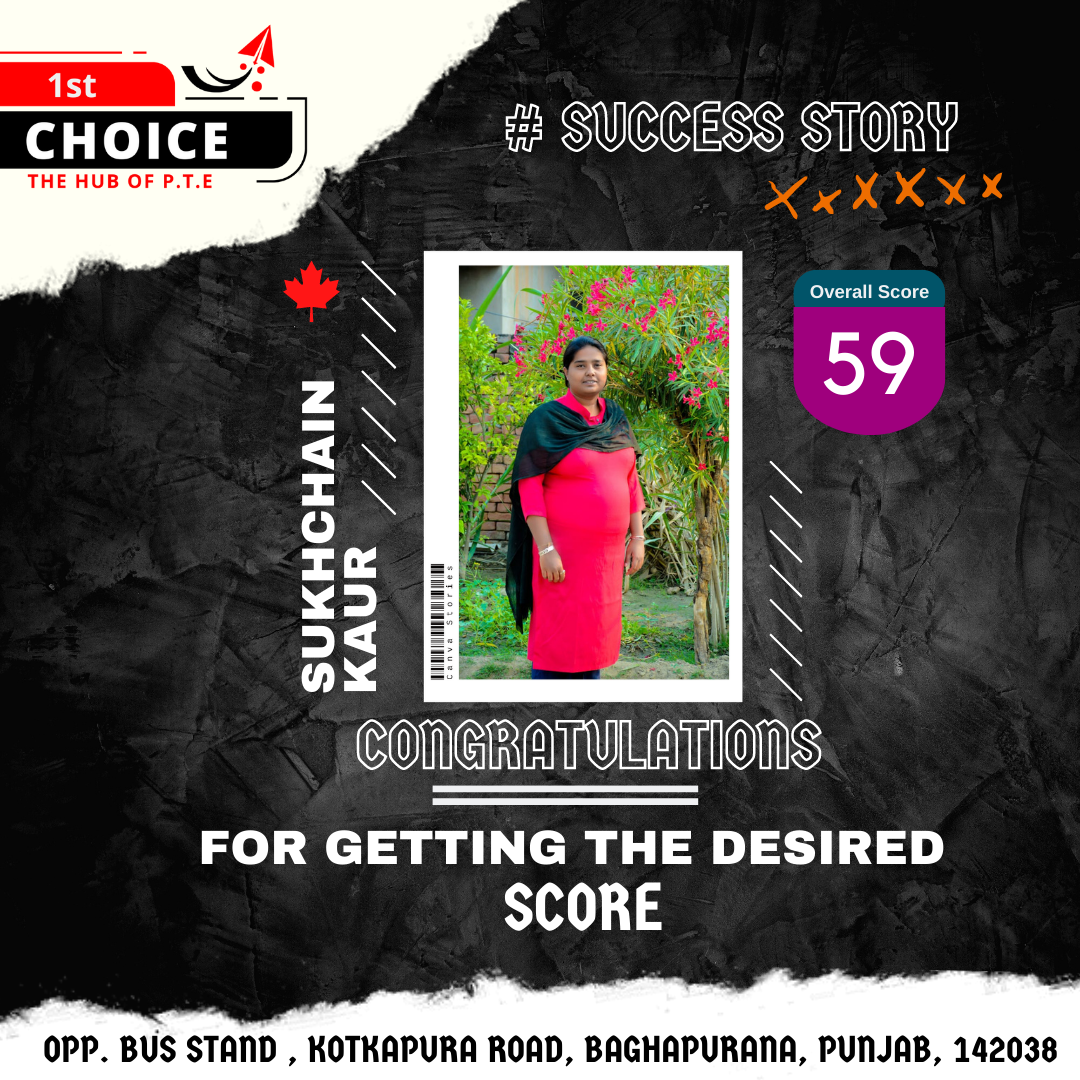 1st
CHOICE
THE HUB OF P.T.E
# SUCCESS STORY
Overall Score
59
SUKHCHAIN
KAUR
Canva Stories
CONGRATULATIONS
FOR GETTING THE DESIRED
SCORE
OPP. BUS STAND , KOTKAPURA ROAD, BAGHAPURANA, PUNJAB, 142038